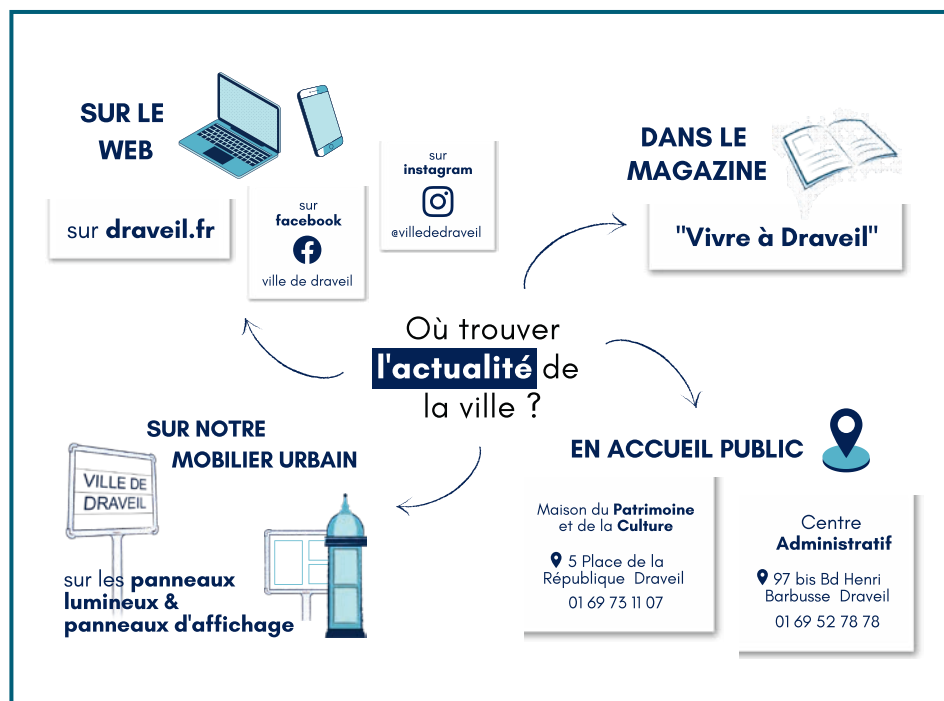 SUR LE
WEB
sur draveil.fr
sur
facebook
ville de draveil
sur
instagram
@villededraveil
DANS LE
MAGAZINE
"Vivre à Draveil"
Où trouver
l'actualité de
la ville ?
SUR NOTRE
MOBILIER URBAIN
VILLE DE
DRAVEIL
sur les panneaux
lumineux &
panneaux d'affichage
EN ACCUEIL PUBLIC
Maison du Patrimoine
et de la Culture
5 Place de la
République Draveil
01 69 73 11 07
Centre
Administratif
97 bis Bd Henri
Barbusse Draveil
01 69 52 78 78